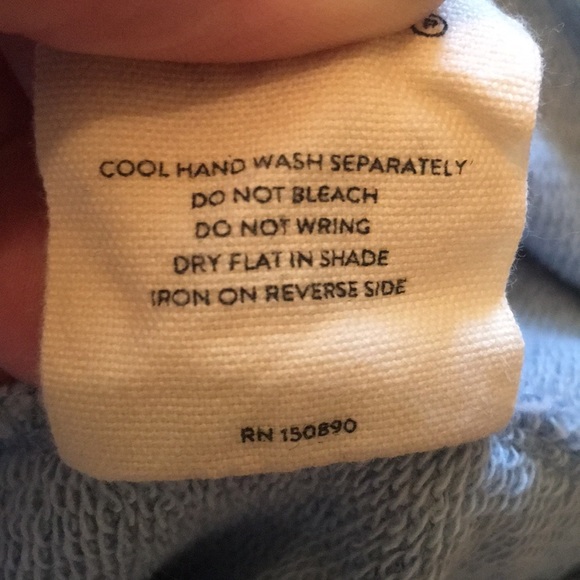 COOL HAND WASH SEPARATELY
DO NOT BLEACH
DO NOT WRING
DRY FLAT IN SHADE
IRON ON REVERSE SIDE
RN 150890